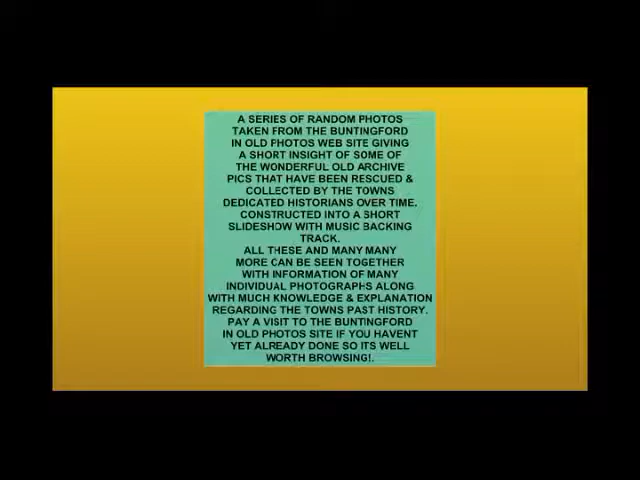 A SERIES OF RANDOM PHOTOS
TAKEN FROM THE BUNTINGFORD
IN OLD PHOTOS WEB SITE GIVING
A SHORT INSIGHT OF SOME OF
THE WONDERFUL OLD ARCHIVE
PICS THAT HAVE BEEN RESCUED &
COLLECTED BY THE TOWNS
DEDICATED HISTORIANS OVER TIME.
CONSTRUCTED INTO A SHORT
SLIDESHOW WITH MUSIC BACKING
TRACK.
ALL THESE AND MANY MANY
MORE CAN BE SEEN TOGETHER
WITH INFORMATION OF MANY
INDIVIDUAL PHOTOGRAPHS ALONG
WITH MUCH KNOWLEDGE & EXPLANATION
REGARDING THE TOWNS PAST HISTORY.
PAY A VISIT TO THE BUNTINGFORD
IN OLD PHOTOS SITE IF YOU HAVENT
YET ALREADY DONE SO ITS WELL
WORTH BROWSING!.